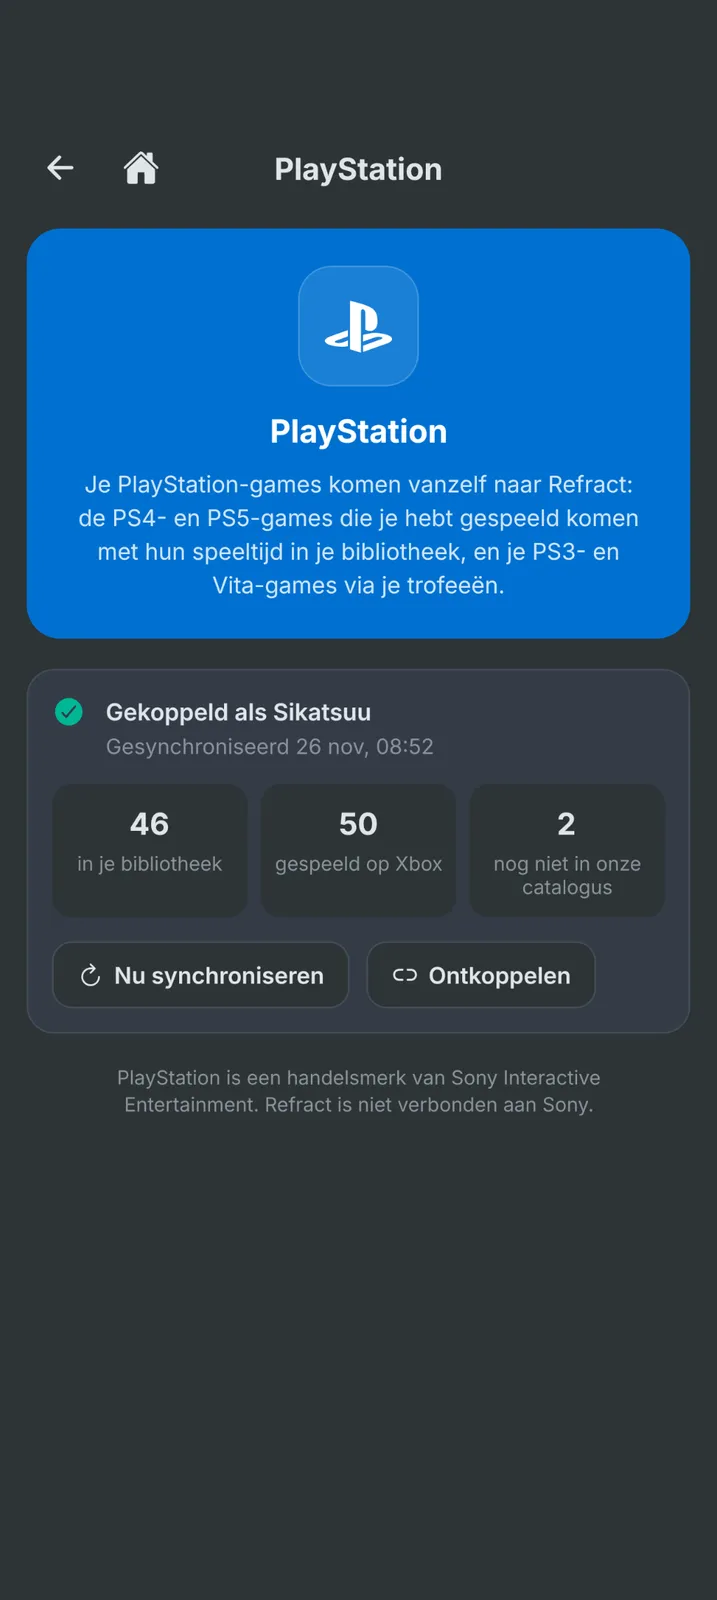 PlayStation
PlayStation
Je PlayStation-games komen vanzelf naar Refract:
de PS4- en PS5-games die je hebt gespeeld komen
met hun speeltijd in je bibliotheek, en je PS3- en
Vita-games via je trofeeën.
Gekoppeld als Sikatsuu
Gesynchroniseerd 26 nov, 08:52
46
in je bibliotheek
50
gespeeld op Xbox
2
nog niet in onze
catalogus
Nu synchroniseren
Ontkoppelen
PlayStation is een handelsmerk van Sony Interactive
Entertainment. Refract is niet verbonden aan Sony.